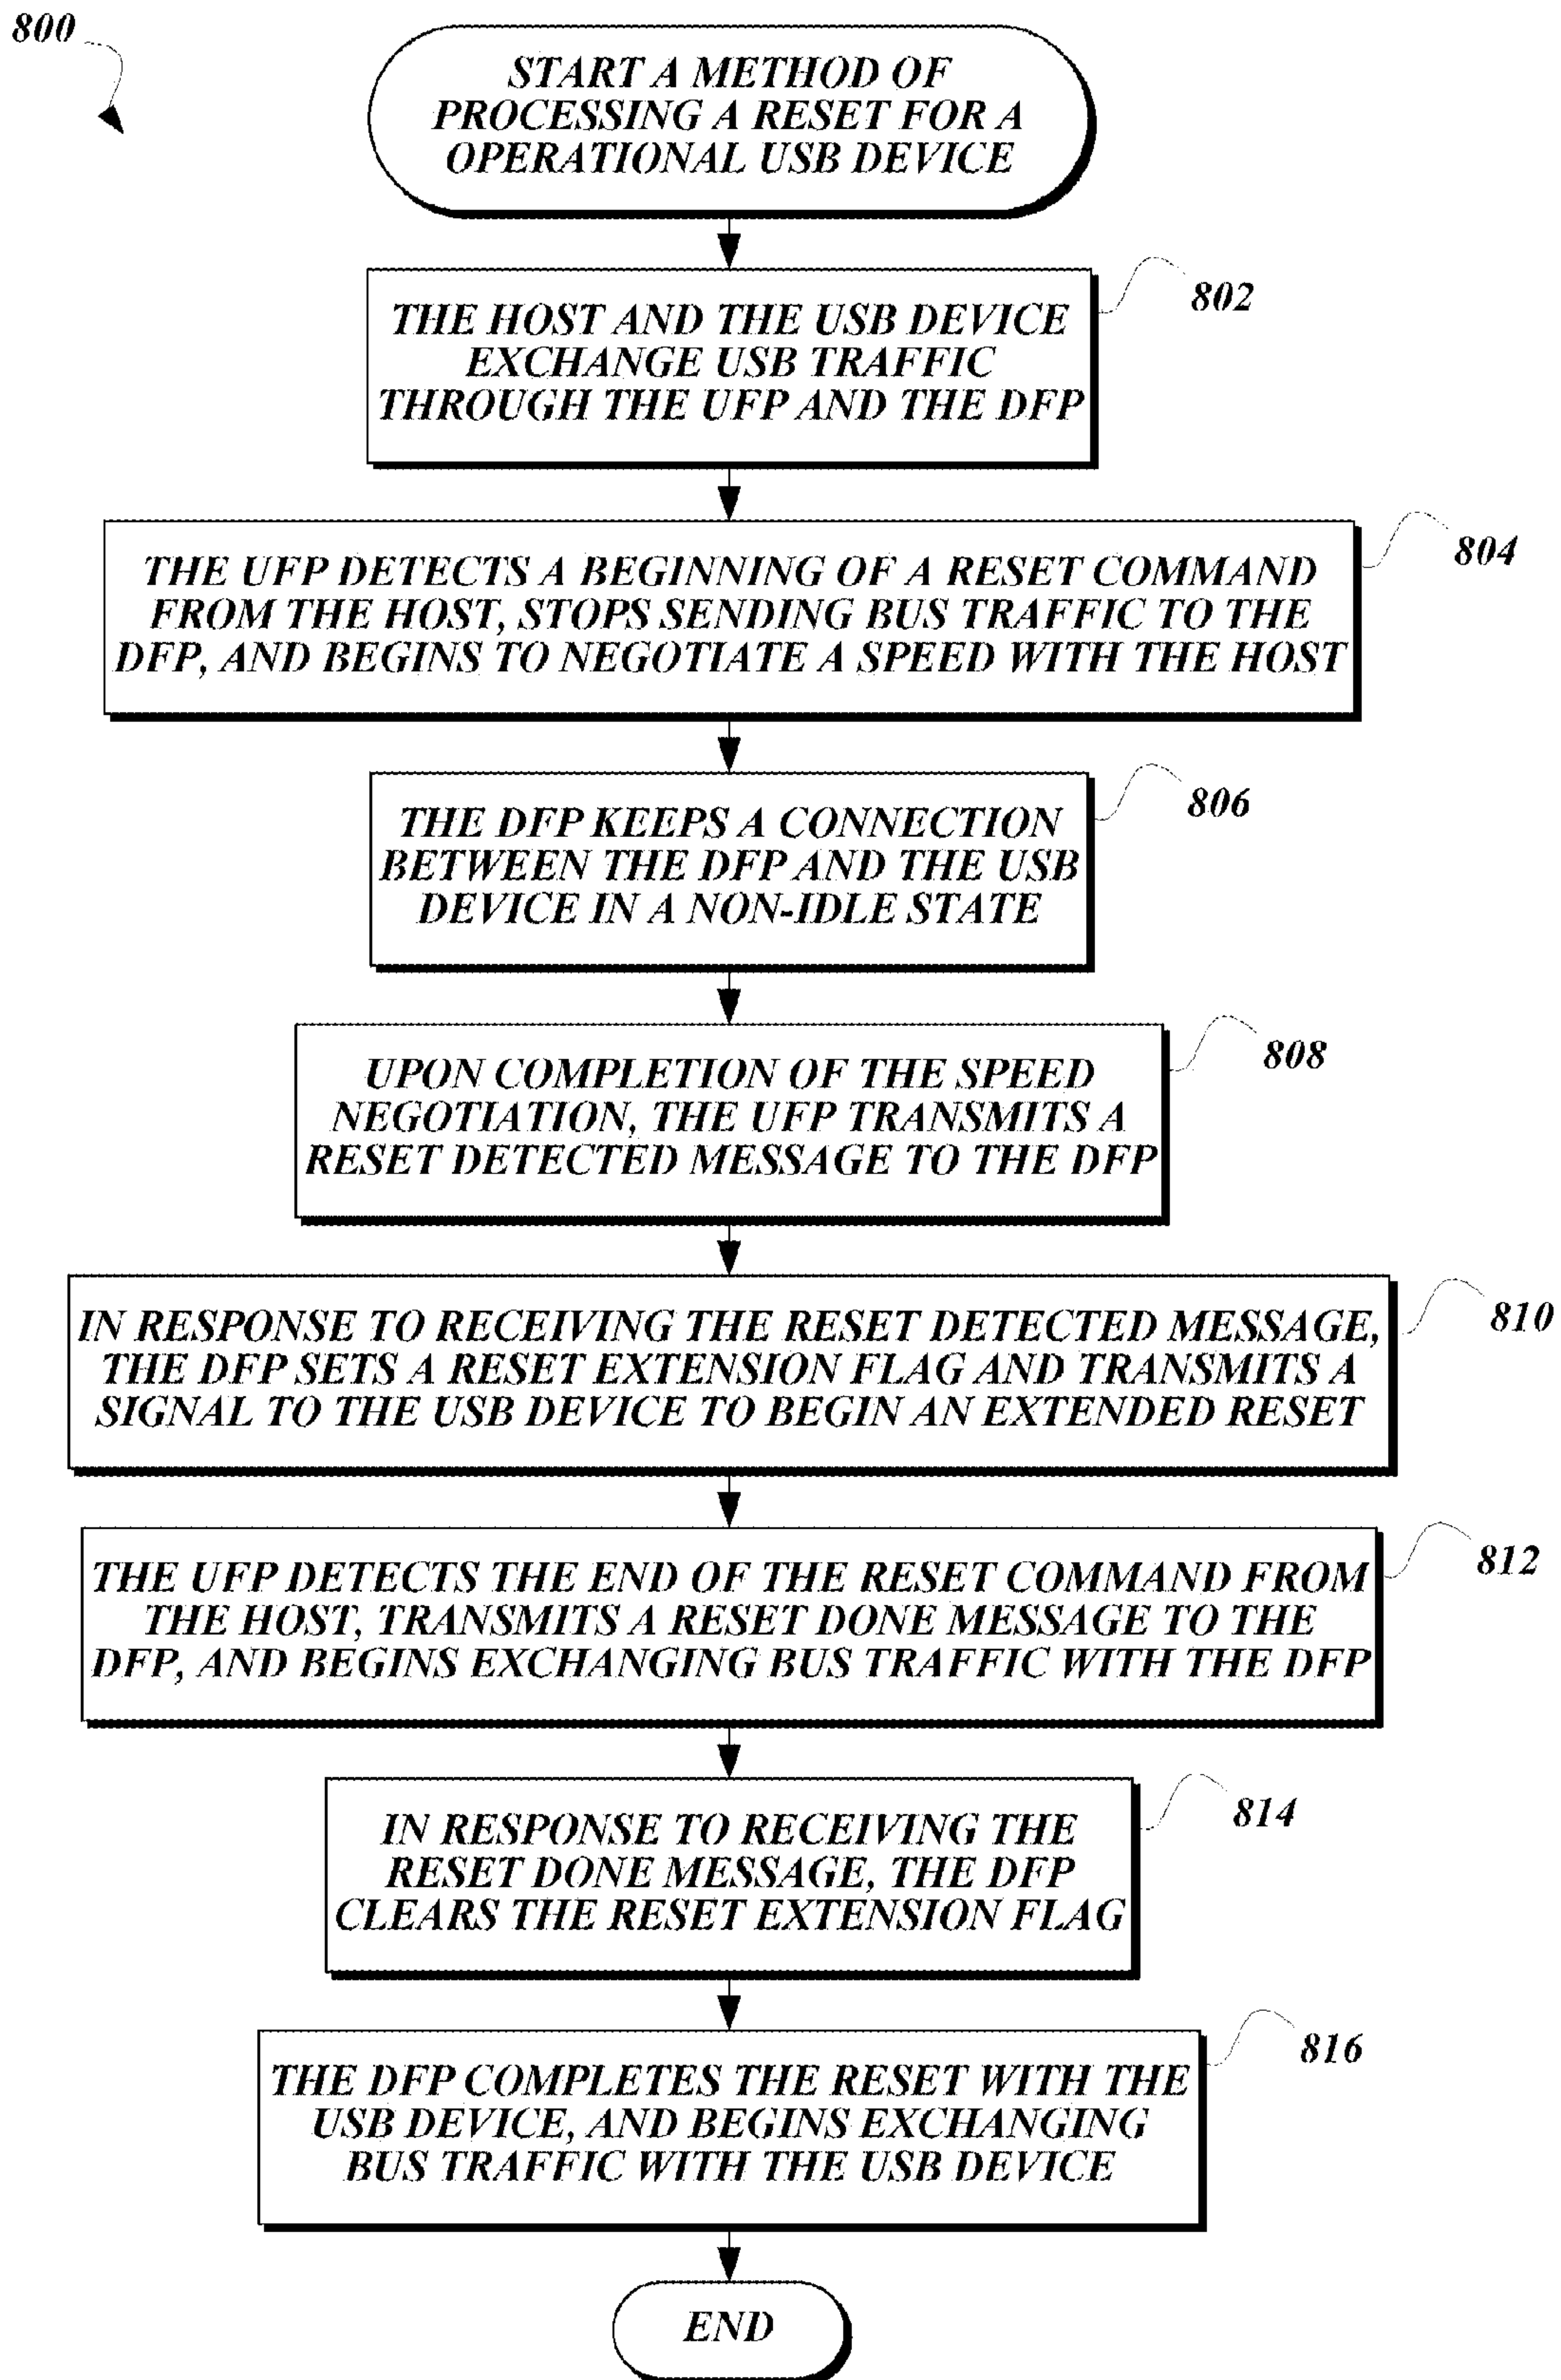 800
START A METHOD OF
PROCESSING A RESET FOR A
OPERATIONAL USB DEVICE
THE HOST AND THE USB DEVICE
EXCHANGE USB TRAFFIC
THROUGH THE UFP AND THE DFP
802
THE UFP DETECTS A BEGINNING OF A RESET COMMAND
FROM THE HOST, STOPS SENDING BUS TRAFFIC TO THE
DFP, AND BEGINS TO NEGOTIATE A SPEED WITH THE HOST
804
THE DFP KEEPS A CONNECTION
BETWEEN THE DFP AND THE USB
DEVICE IN A NON-IDLE STATE
806
UPON COMPLETION OF THE SPEED
NEGOTIATION, THE UFP TRANSMITS A
RESET DETECTED MESSAGE TO THE DFP
808
IN RESPONSE TO RECEIVING THE RESET DETECTED MESSAGE,
THE DFP SETS A RESET EXTENSION FLAG AND TRANSMITS A
SIGNAL TO THE USB DEVICE TO BEGIN AN EXTENDED RESET
810
THE UFP DETECTS THE END OF THE RESET COMMAND FROM
THE HOST, TRANSMITS A RESET DONE MESSAGE TO THE
DFP, AND BEGINS EXCHANGING BUS TRAFFIC WITH THE DFP
812
IN RESPONSE TO RECEIVING THE
RESET DONE MESSAGE, THE DFP
CLEARS THE RESET EXTENSION FLAG
814
THE DFP COMPLETES THE RESET WITH THE
USB DEVICE, AND BEGINS EXCHANGING
BUS TRAFFIC WITH THE USB DEVICE
816
END